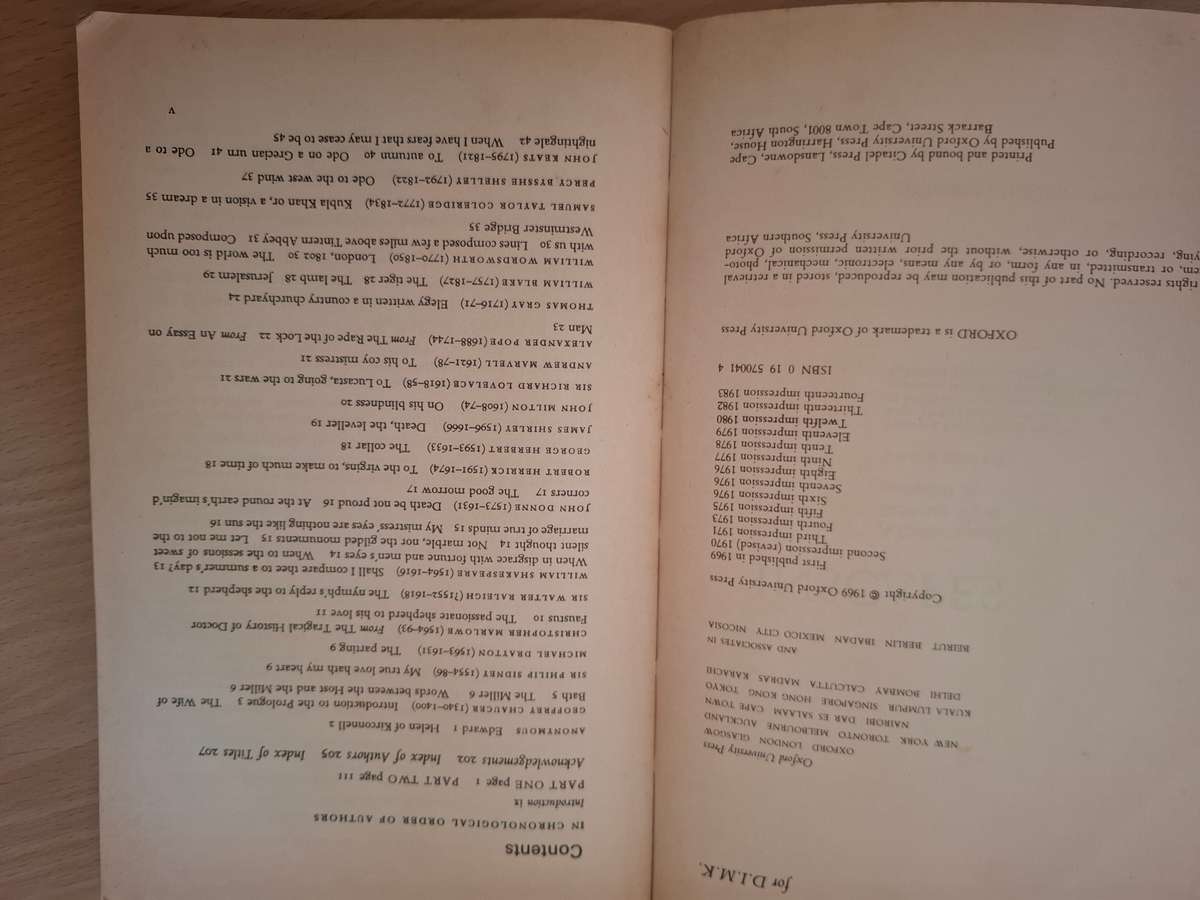 for D.I.M.K.
Oxford University Press
OXFORD LONDON GLASGOW
NEW YORK TORONTO MELBOURNE AUCKLAND
NAIROBI DAR ES SALAAM CAPE TOWN
KUALA LUMPUR SINGAPORE HONG KONG TOKYO
DELHI BOMBAY CALCUTTA MADRAS KARACHI
AND ASSOCIATES IN
BEIRUT BERLIN IBADAN MEXICO CITY NICOSIA
Copyright © 1969 Oxford University Press
First published in 1969
Second impression (revised) 1970
Third impression 1971
Fourth impression 1973
Fifth impression 1975
Sixth impression 1976
Seventh impression 1976
Eighth impression 1976
Ninth impression 1977
Tenth impression 1978
Eleventh impression 1979
Twelfth impression 1980
Thirteenth impression 1982
Fourteenth impression 1983
ISBN 0 19 570041 4
OXFORD is a trademark of Oxford University Press
rights reserved. No part of this publication may be reproduced, stored in a retrieval
em, or transmitted, in any form, or by any means, electronic, mechanical, photo-
ying, recording, or otherwise, without the prior written permission of Oxford
University Press, Southern Africa
Printed and bound by Citadel Press, Lansdowne, Cape
Published by Oxford University Press, Harrington House,
Barrack Street, Cape Town 8001, South Africa
Contents
IN CHRONOLOGICAL ORDER OF AUTHORS
Introduction ix
PART ONE page 1 PART TWO page 111
Acknowledgements 202 Index of Authors 205 Index of Titles 207
ANONYMOUS Edward 1 Helen of Kirconnell 2
GEOFFREY CHAUCER (1340–1400) Introduction to the Prologue 3 The Wife of
Bath 5 The Miller 6 Words between the Host and the Miller 6
SIR PHILIP SIDNEY (1554–86) My true love hath my heart 9
MICHAEL DRAYTON (1563–1631) The parting 9
CHRISTOPHER MARLOWE (1564–93) From The Tragical History of Doctor
Faustus 10 The passionate shepherd to his love 11
SIR WALTER RALEIGH (?1552–1618) The nymph's reply to the shepherd 12
WILLIAM SHAKESPEARE (1564–1616) Shall I compare thee to a summer's day? 13
When in disgrace with fortune and men's eyes 14 When to the sessions of sweet
silent thought 14 Not marble, nor the gilded monuments 15 Let me not to the
marriage of true minds 15 My mistress' eyes are nothing like the sun 16
JOHN DONNE (1573–1631) Death be not proud 16 At the round earth's imagin'd
corners 17 The good morrow 17
ROBERT HERRICK (1591–1674) To the virgins, to make much of time 18
GEORGE HERBERT (1593–1633) The collar 18
JAMES SHIRLEY (1596–1666) Death, the leveller 19
JOHN MILTON (1608–74) On his blindness 20
SIR RICHARD LOVELACE (1618–58) To Lucasta, going to the wars 21
ANDREW MARVELL (1621–78) To his coy mistress 21
ALEXANDER POPE (1688–1744) From The Rape of the Lock 22 From An Essay on
Man 23
THOMAS GRAY (1716–71) Elegy written in a country churchyard 24
WILLIAM BLAKE (1757–1827) The tiger 28 The lamb 28 Jerusalem 29
WILLIAM WORDSWORTH (1770–1850) London, 1802 30 The world is too much
with us 30 Lines composed a few miles above Tintern Abbey 31 Composed upon
Westminster Bridge 35
SAMUEL TAYLOR COLERIDGE (1772–1834) Kubla Khan or, a vision in a dream 35
PERCY BYSSHE SHELLEY (1792–1822) Ode to the west wind 37
JOHN KEATS (1795–1821) To autumn 40 Ode on a Grecian urn 41 Ode to a
nightingale 42 When I have fears that I may cease to be 45
v